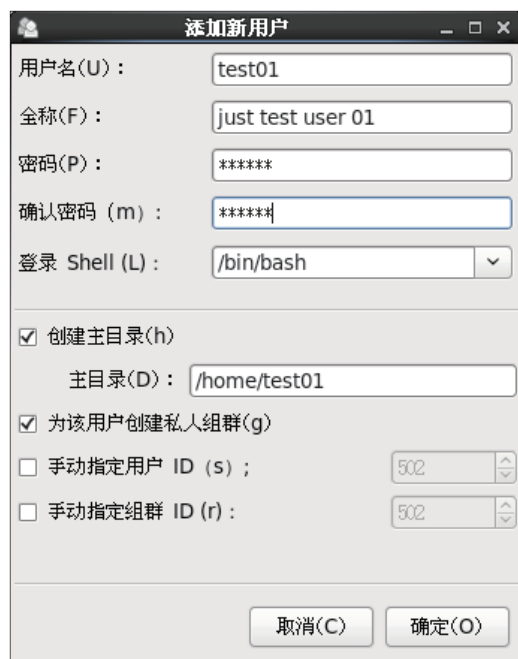 添加新用户
用户名(U)： test01
全称(F)： just test user 01
密码(P)： ******
确认密码 (m)： ******
登录 Shell (L)： /bin/bash
创建主目录(h)
主目录(D)： /home/test01
为该用户创建私人组群(g)
手动指定用户 ID (s)； 502
手动指定组群 ID (r)： 502
取消(C) 确定(O)